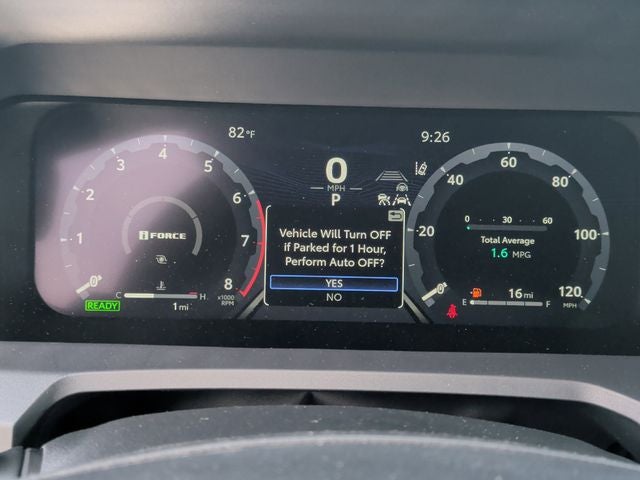 82°F
9:26
0
MPH
P
0
1
2
3
4
5
6
7
8
x1000
RPM
i FORCE
C
H
READY
1 mi
Vehicle Will Turn OFF
if Parked for 1 Hour,
Perform Auto OFF?
YES
NO
0
20
40
60
80
100
120
MPH
0 30 60
Total Average
1.6 MPG
16 mi
E
F